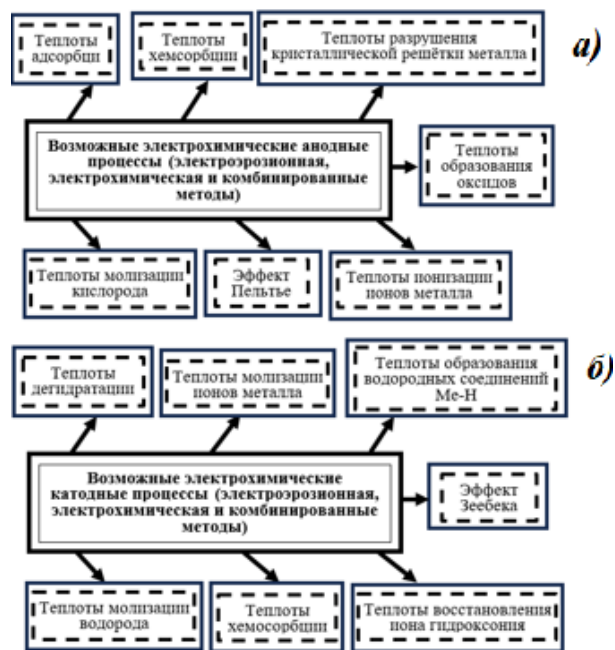 Теплоты
адсорбци
Теплоты
хемсорбции
Теплоты разрушения
кристаллической решётки металла
а)
Возможные электрохимические анодные
процессы (электроэрозионная,
электрохимическая и комбинированные
методы)
Теплоты
образования
оксидов
Теплоты молизации
кислорода
Эффект
Пельтье
Теплоты ионизации
ионов металла
Теплоты
дегидратации
Теплоты молизации
ионов металла
Теплоты образования
водородных соединений
Ме-Н
б)
Возможные электрохимические
катодные процессы (электроэрозионная,
электрохимическая и комбинированные
методы)
Эффект
Зеебека
Теплоты молизации
водорода
Теплоты
хемосорбции
Теплоты восстановления
иона гидроксония